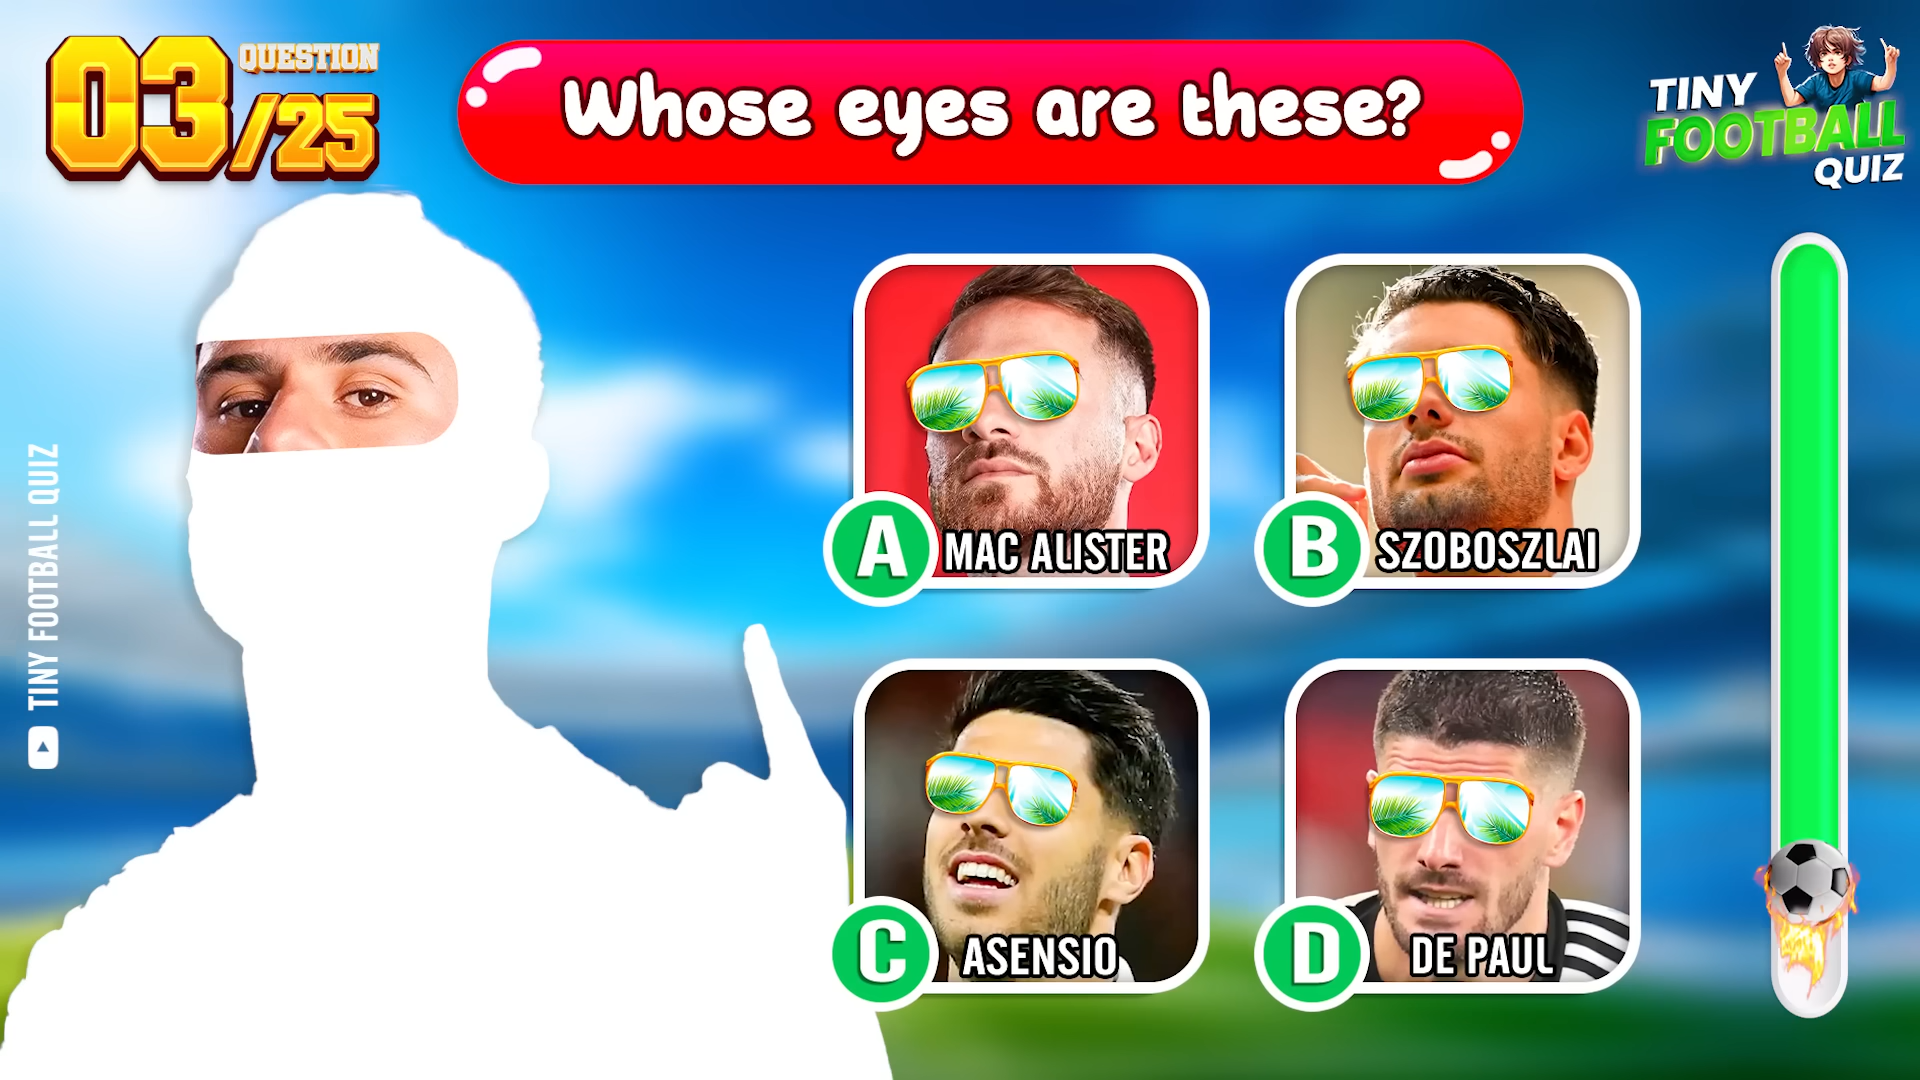 03/25
QUESTION
Whose eyes are these?
TINY
FOOTBALL
QUIZ
TINY FOOTBALL QUIZ
A MAC ALISTER
B SZOBOSZLAI
C ASENSIO
D DE PAUL